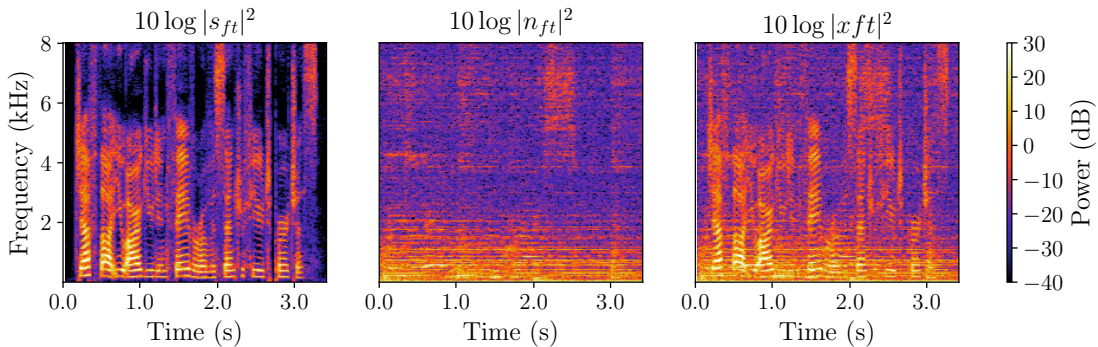 10 log |s_{ft}|^2
10 log |n_{ft}|^2
10 log |xft|^2
8
6
4
2
Frequency (kHz)
0.0 1.0 2.0 3.0
Time (s)
0.0 1.0 2.0 3.0
Time (s)
0.0 1.0 2.0 3.0
Time (s)
30
20
10
0
−10
−20
−30
−40
Power (dB)